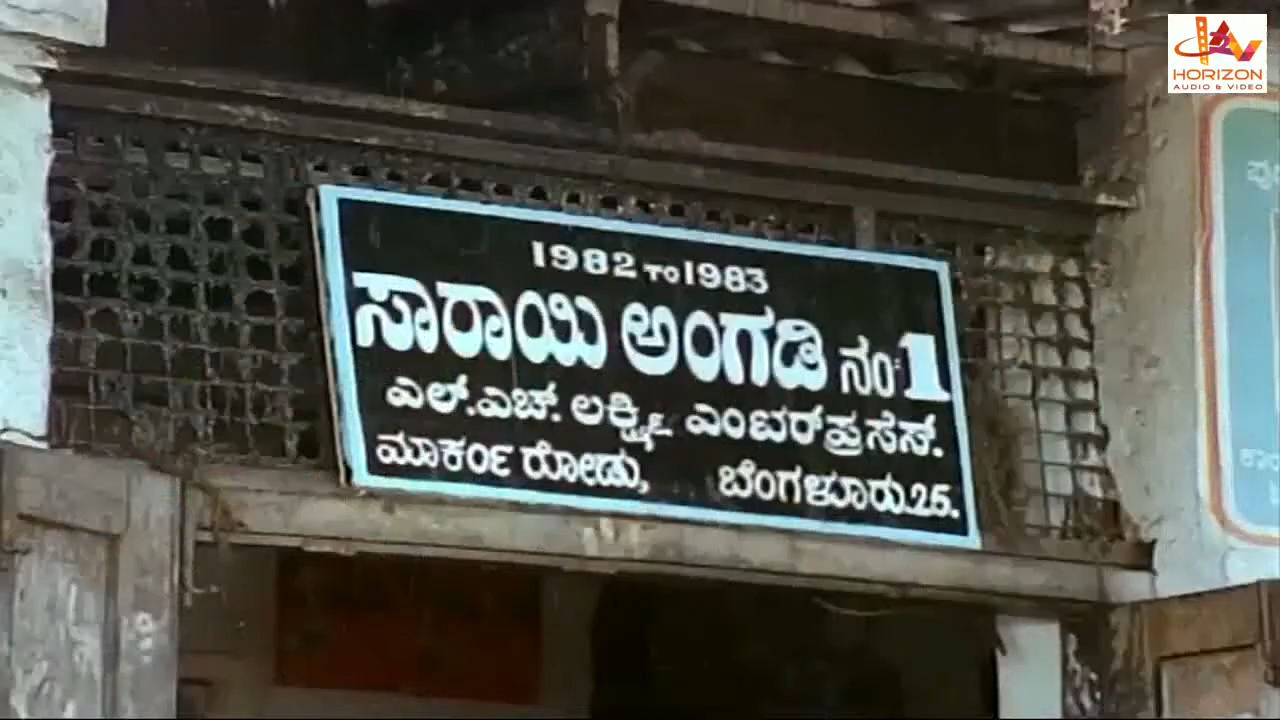 HORIZON
AUDIO & VIDEO
1982 TO 1983
ಸಾರಾಯಿ ಅಂಗಡಿ ನಂ: 1
ಎಲ್.ಎಚ್. ಲಕ್ಷ್ಮಿ ಎಂಟರ್‌ಪ್ರಸೆಸ್.
ಮಾರ್ಕಂ ರೋಡು, ಬೆಂಗಳೂರು.25.